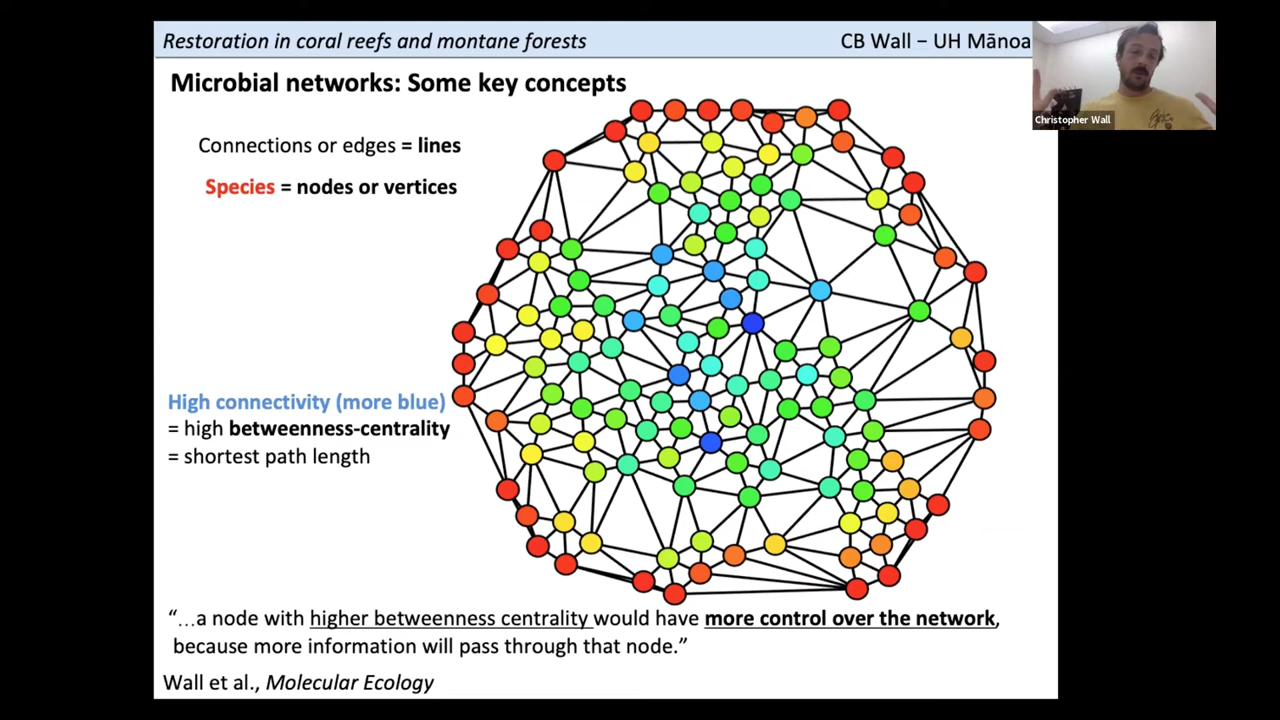 Restoration in coral reefs and montane forests
CB Wall – UH Mānoa
Christopher Wall
Microbial networks: Some key concepts
Connections or edges = lines
Species = nodes or vertices
High connectivity (more blue)
= high betweenness-centrality
= shortest path length
“…a node with higher betweenness centrality would have more control over the network,
because more information will pass through that node.”
Wall et al., Molecular Ecology